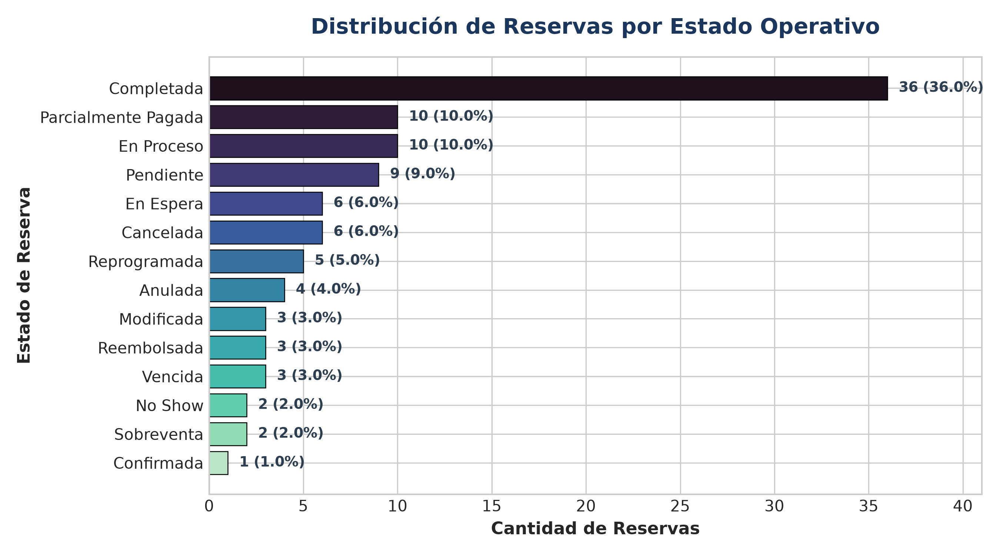 Distribución de Reservas por Estado Operativo
Estado de Reserva
Completada 36 (36.0%)
Parcialmente Pagada 10 (10.0%)
En Proceso 10 (10.0%)
Pendiente 9 (9.0%)
En Espera 6 (6.0%)
Cancelada 6 (6.0%)
Reprogramada 5 (5.0%)
Anulada 4 (4.0%)
Modificada 3 (3.0%)
Reembolsada 3 (3.0%)
Vencida 3 (3.0%)
No Show 2 (2.0%)
Sobreventa 2 (2.0%)
Confirmada 1 (1.0%)
0 5 10 15 20 25 30 35 40
Cantidad de Reservas